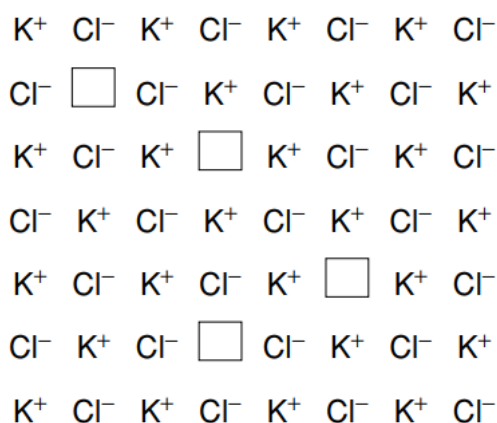 K⁺ Cl⁻ K⁺ Cl⁻ K⁺ Cl⁻ K⁺ Cl⁻
Cl⁻ Cl⁻ K⁺ Cl⁻ K⁺ Cl⁻ K⁺
K⁺ Cl⁻ K⁺ K⁺ Cl⁻ K⁺ Cl⁻
Cl⁻ K⁺ Cl⁻ K⁺ Cl⁻ K⁺ Cl⁻ K⁺
K⁺ Cl⁻ K⁺ Cl⁻ K⁺ K⁺ Cl⁻
Cl⁻ K⁺ Cl⁻ Cl⁻ K⁺ Cl⁻ K⁺
K⁺ Cl⁻ K⁺ Cl⁻ K⁺ Cl⁻ K⁺ Cl⁻